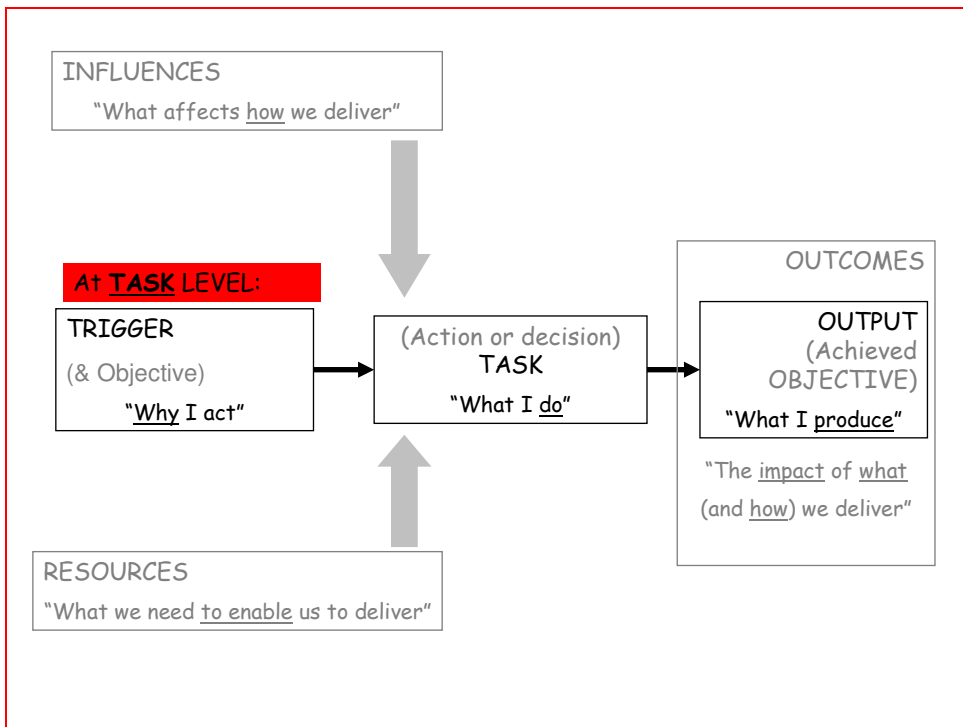 INFLUENCES
“What affects how we deliver”
At TASK LEVEL:
TRIGGER
(& Objective)
“Why I act”
(Action or decision)
TASK
“What I do”
OUTCOMES
OUTPUT
(Achieved
OBJECTIVE)
“What I produce”
“The impact of what
(and how) we deliver”
RESOURCES
“What we need to enable us to deliver”